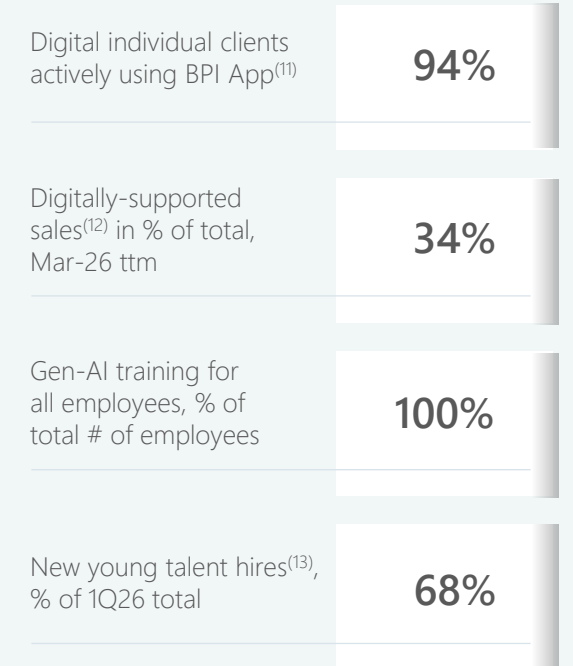 Digital individual clients
actively using BPI App(11)
94%
Digitally-supported
sales(12) in % of total,
Mar-26 ttm
34%
Gen-AI training for
all employees, % of
total # of employees
100%
New young talent hires(13),
% of 1Q26 total
68%